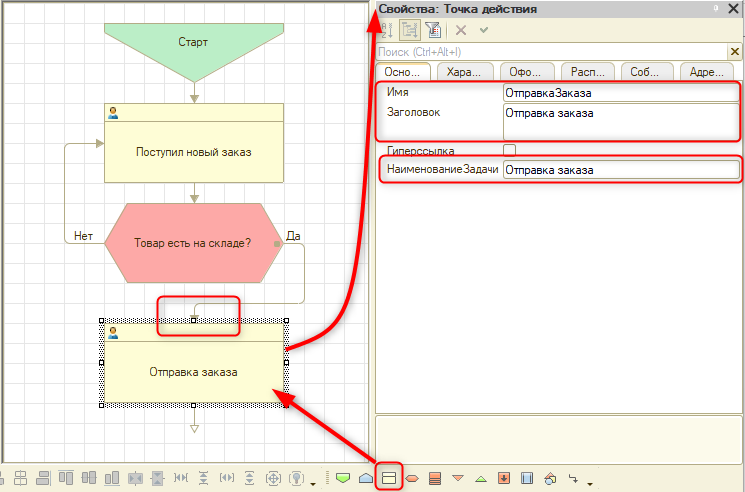 Старт
Поступил новый заказ
Нет
Товар есть на складе?
Да
Отправка заказа
Свойства: Точка действия
Поиск (Ctrl+Alt+I)
Осно...
Хара...
Офо...
Расп...
Соб...
Адре...
Имя
ОтправкаЗаказа
Заголовок
Отправка заказа
Гиперссылка
НаименованиеЗадачи
Отправка заказа